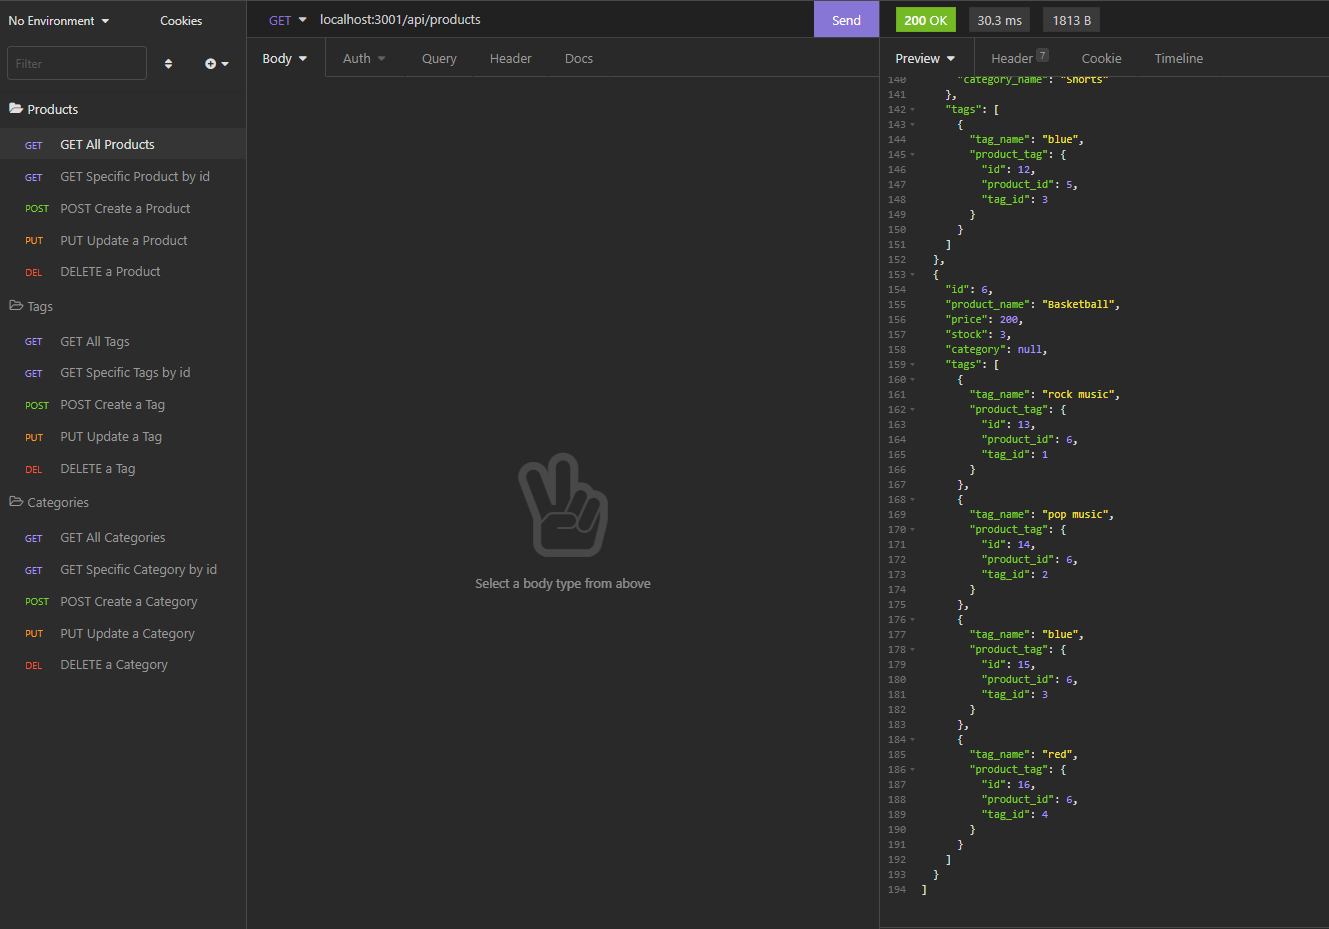 No Environment
Cookies
Filter
Products
GET GET All Products
GET GET Specific Product by id
POST POST Create a Product
PUT PUT Update a Product
DEL DELETE a Product
Tags
GET GET All Tags
GET GET Specific Tags by id
POST POST Create a Tag
PUT PUT Update a Tag
DEL DELETE a Tag
Categories
GET GET All Categories
GET GET Specific Category by id
POST POST Create a Category
PUT PUT Update a Category
DEL DELETE a Category
GET localhost:3001/api/products Send
Body Auth Query Header Docs
Select a body type from above
200 OK 30.3 ms 1813 B
Preview Header 7 Cookie Timeline
140 "category_name": "Shorts"
141 },
142 "tags": [
143 {
144 "tag_name": "blue",
145 "product_tag": {
146 "id": 12,
147 "product_id": 5,
148 "tag_id": 3
149 }
150 }
151 ]
152 },
153 {
154 "id": 6,
155 "product_name": "Basketball",
156 "price": 200,
157 "stock": 3,
158 "category": null,
159 "tags": [
160 {
161 "tag_name": "rock music",
162 "product_tag": {
163 "id": 13,
164 "product_id": 6,
165 "tag_id": 1
166 }
167 },
168 {
169 "tag_name": "pop music",
170 "product_tag": {
171 "id": 14,
172 "product_id": 6,
173 "tag_id": 2
174 }
175 },
176 {
177 "tag_name": "blue",
178 "product_tag": {
179 "id": 15,
180 "product_id": 6,
181 "tag_id": 3
182 }
183 },
184 {
185 "tag_name": "red",
186 "product_tag": {
187 "id": 16,
188 "product_id": 6,
189 "tag_id": 4
190 }
191 }
192 ]
193 }
194 ]